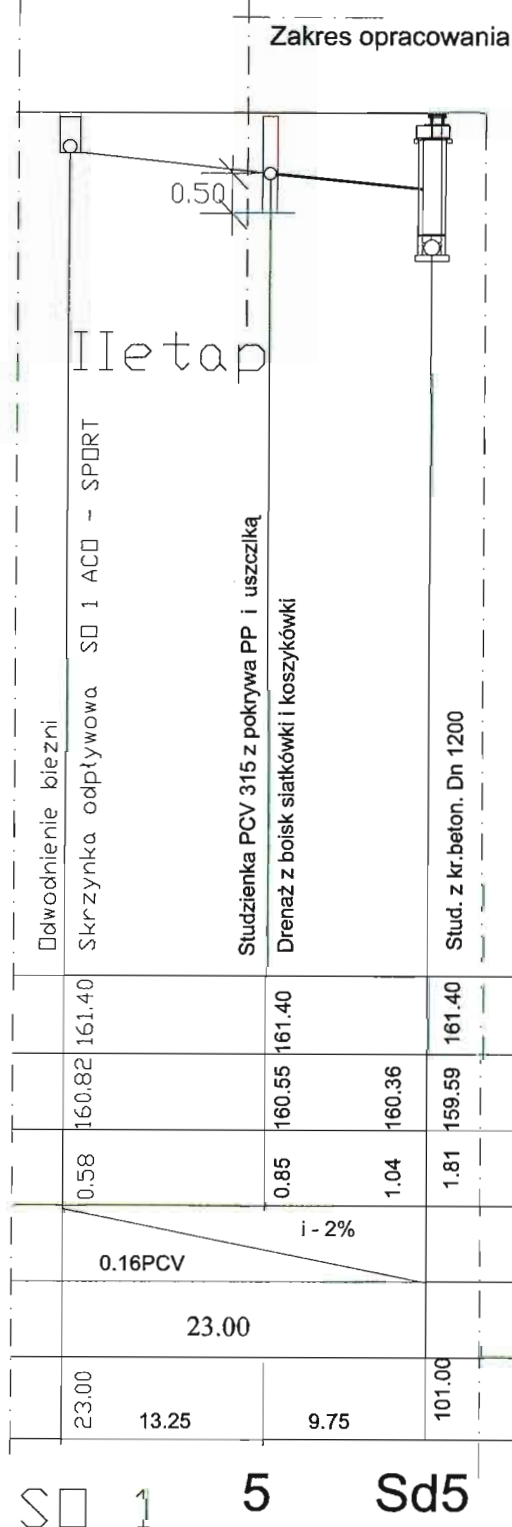 Zakres opracowania
0.50
IIetap
Odwodnienie biezni
Skrzynka odpływowa SO 1 ACO - SPORT
Studzienka PCV 315 z pokrywa PP i uszczlką
Drenaż z boisk siatkówki i koszykówki
Stud. z kr.beton. Dn 1200
161.40
161.40
161.40
160.82
160.55
160.36
159.59
0.58
0.85
1.04
1.81
i - 2%
0.16PCV
23.00
23.00
13.25
9.75
101.00
SO 1
5
Sd5